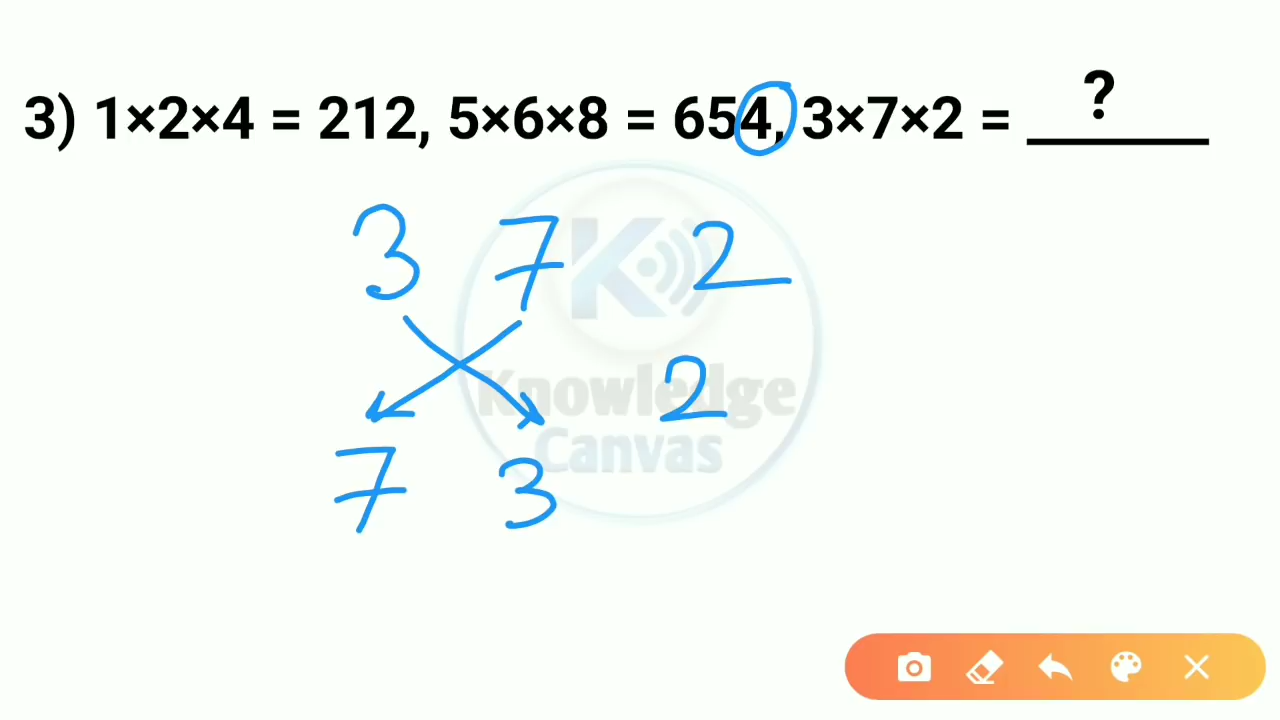 3) 1×2×4 = 212, 5×6×8 = 654, 3×7×2 = ______
?
3 7 2
2
7 3
K
Knowledge
Canvas